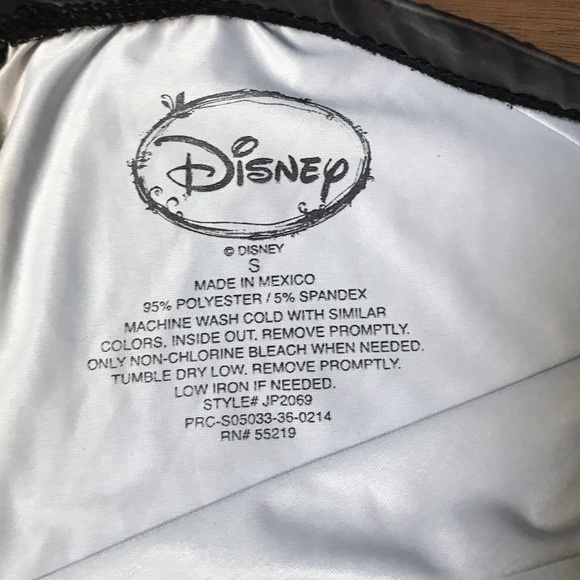 Disney
© DISNEY
S
MADE IN MEXICO
95% POLYESTER / 5% SPANDEX
MACHINE WASH COLD WITH SIMILAR
COLORS, INSIDE OUT. REMOVE PROMPTLY.
ONLY NON-CHLORINE BLEACH WHEN NEEDED.
TUMBLE DRY LOW. REMOVE PROMPTLY.
LOW IRON IF NEEDED.
STYLE# JP2069
PRC-S05033-36-0214
RN# 55219